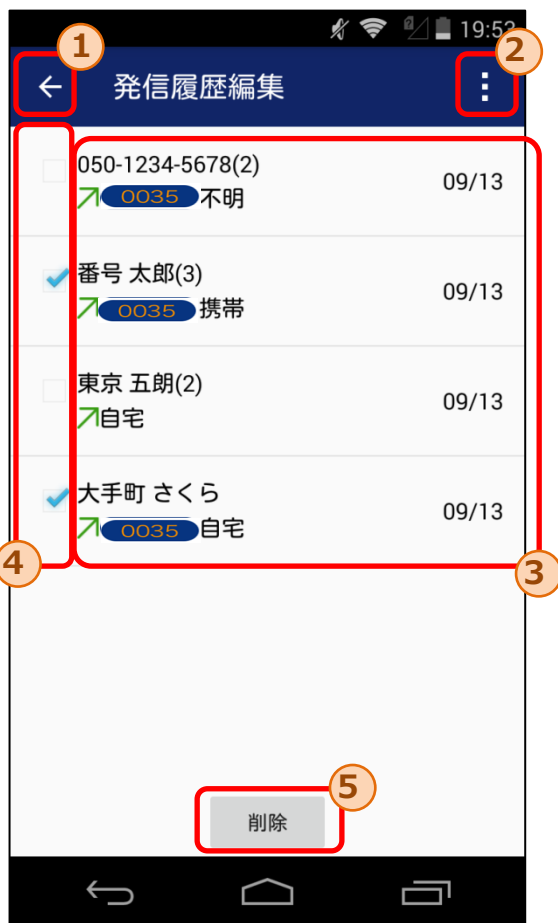 19:53
1
2
発信履歴編集
050-1234-5678(2)
0035 不明
09/13
番号 太郎(3)
0035 携帯
09/13
東京 五朗(2)
自宅
09/13
大手町 さくら
0035 自宅
09/13
4
3
5
削除